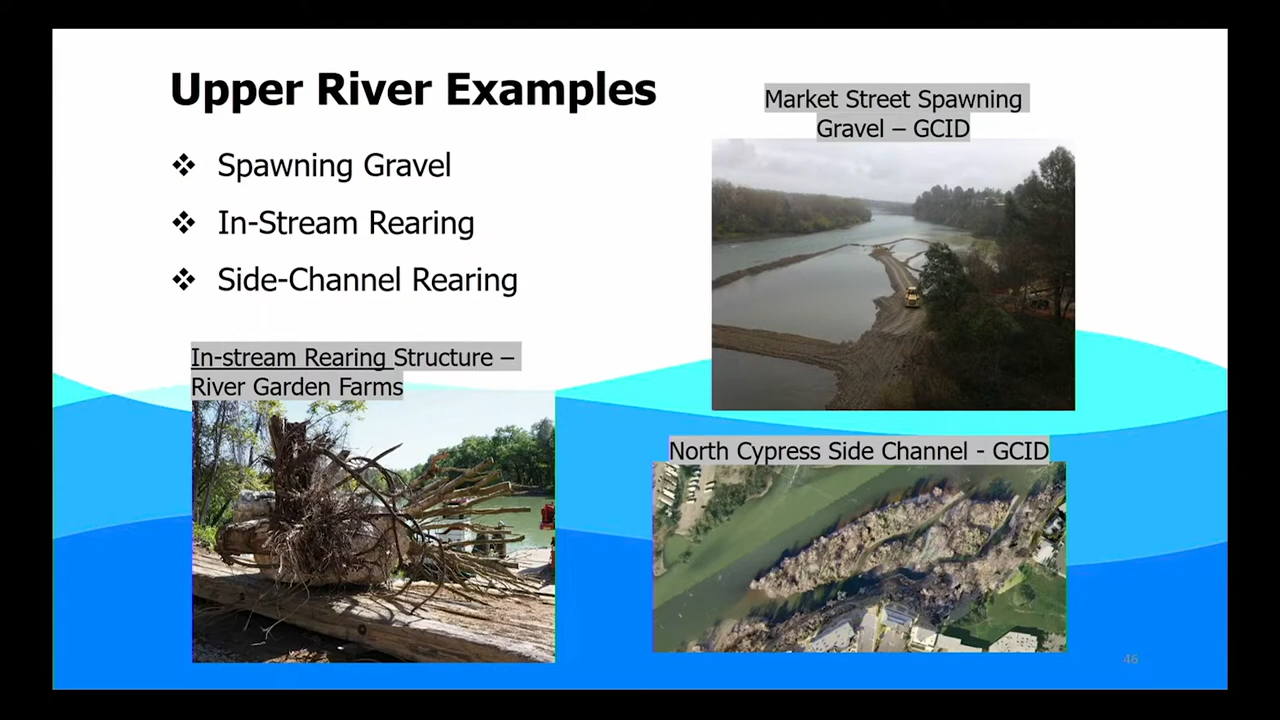 Upper River Examples
❖ Spawning Gravel
❖ In-Stream Rearing
❖ Side-Channel Rearing
Market Street Spawning
Gravel – GCID
In-stream Rearing Structure –
River Garden Farms
North Cypress Side Channel - GCID
46